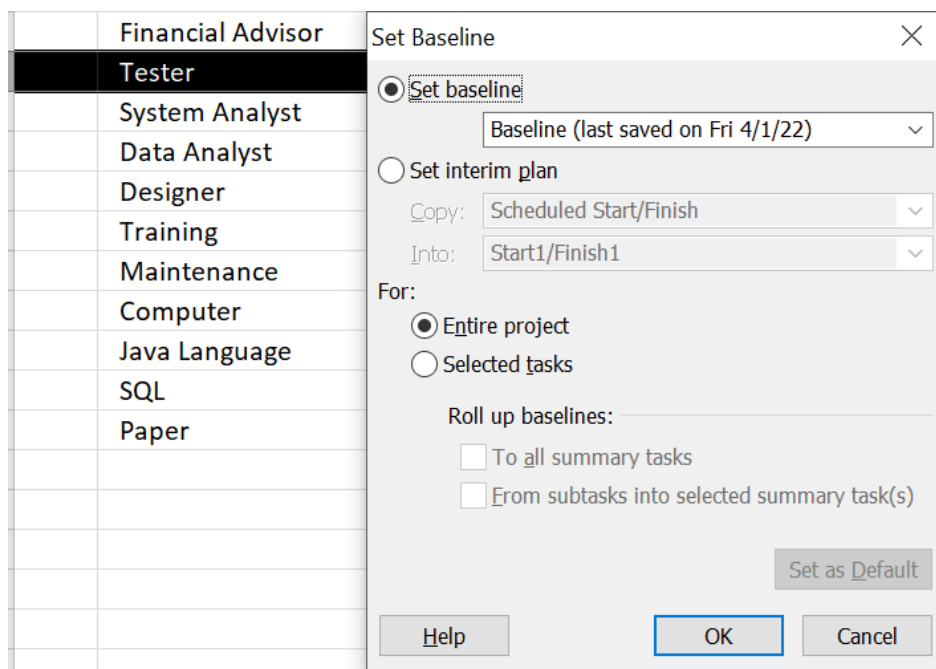 Financial Advisor
Tester
System Analyst
Data Analyst
Designer
Training
Maintenance
Computer
Java Language
SQL
Paper
Set Baseline
Set baseline
Baseline (last saved on Fri 4/1/22)
Set interim plan
Copy: Scheduled Start/Finish
Into: Start1/Finish1
For:
Entire project
Selected tasks
Roll up baselines:
To all summary tasks
From subtasks into selected summary task(s)
Set as Default
Help OK Cancel